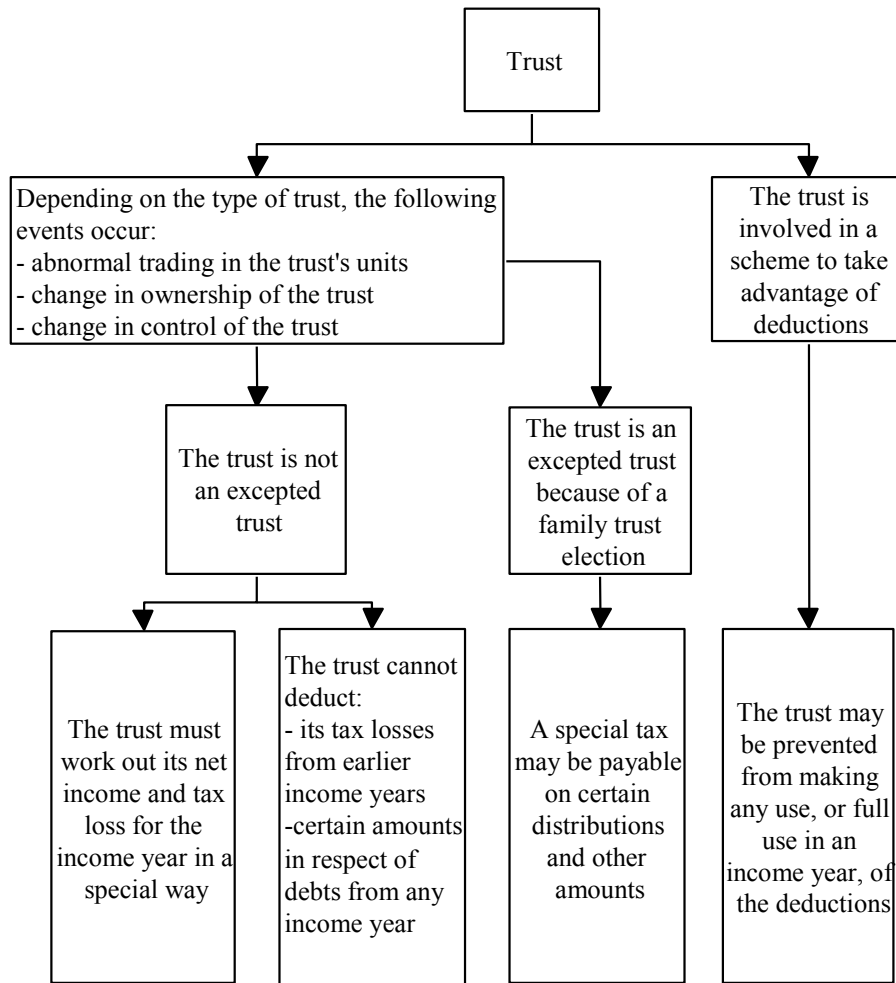 Trust
Depending on the type of trust, the following
events occur:
- abnormal trading in the trust's units
- change in ownership of the trust
- change in control of the trust
The trust is
involved in a
scheme to take
advantage of
deductions
The trust is not
an excepted
trust
The trust is an
excepted trust
because of a
family trust
election
The trust must
work out its net
income and tax
loss for the
income year in a
special way
The trust cannot
deduct:
- its tax losses
from earlier
income years
-certain amounts
in respect of
debts from any
income year
A special tax
may be payable
on certain
distributions
and other
amounts
The trust may
be prevented
from making
any use, or full
use in an
income year, of
the deductions